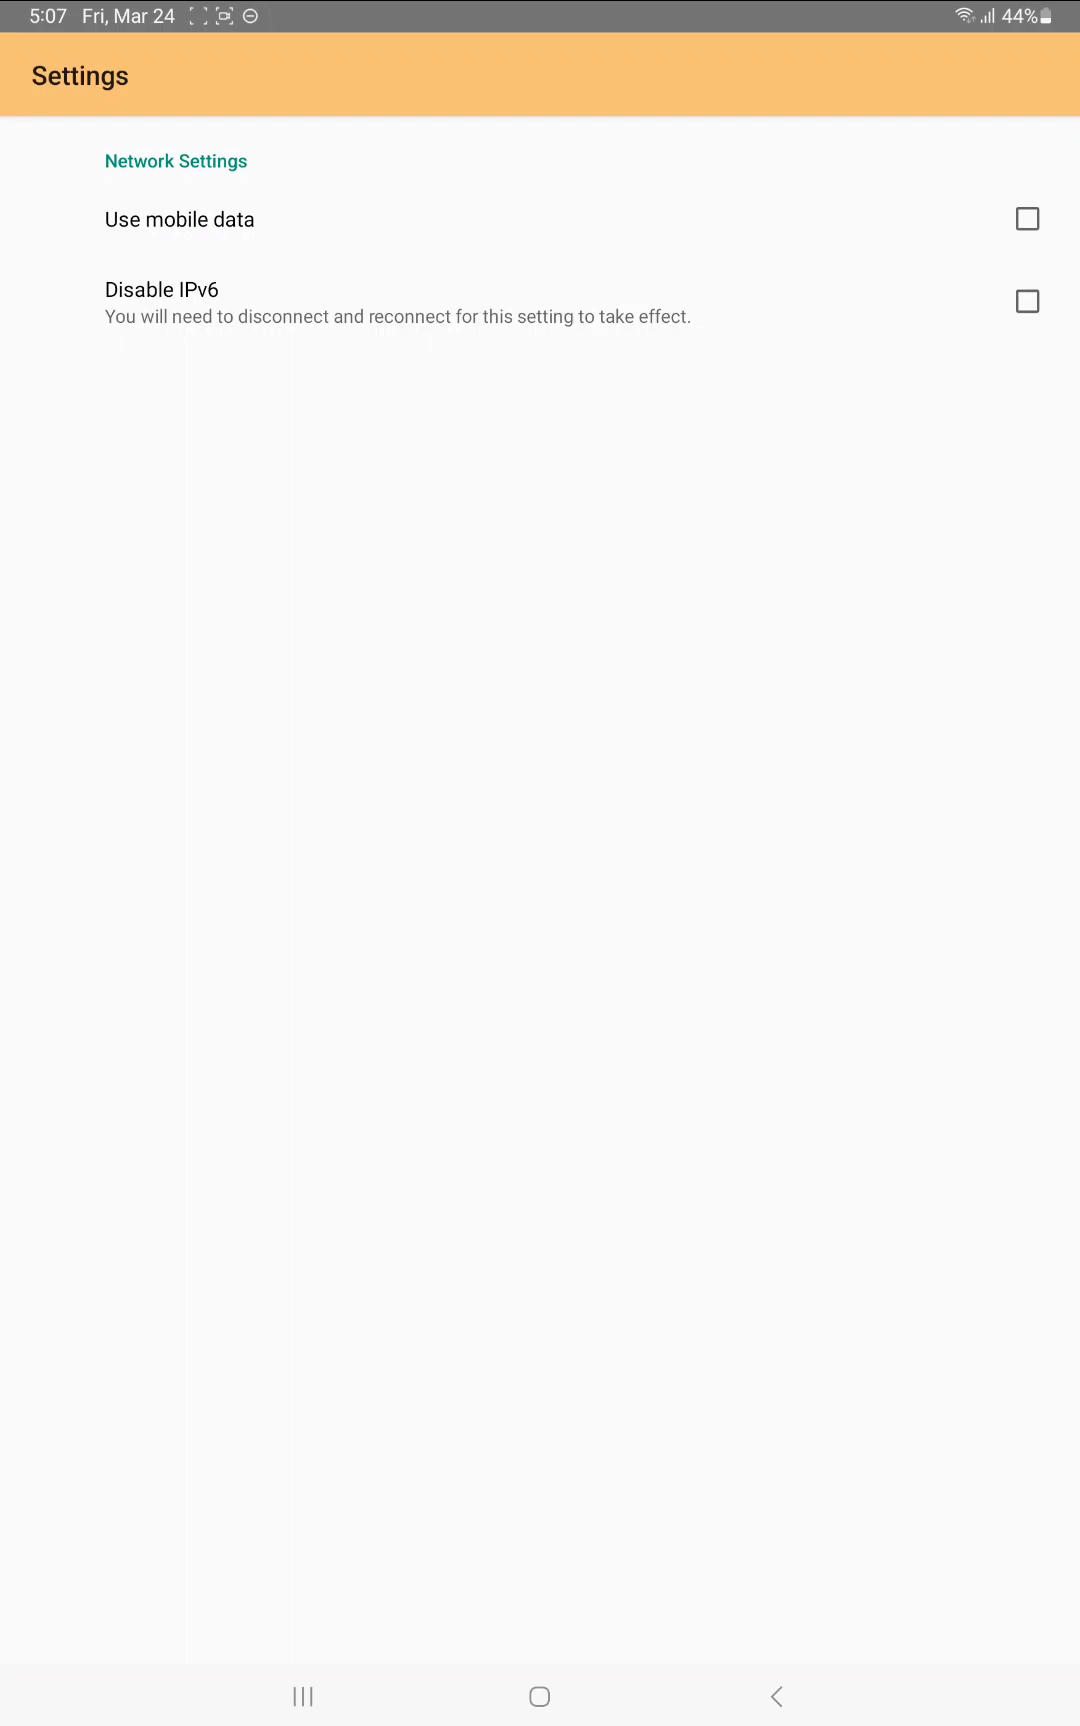 5:07 Fri, Mar 24 44%
Settings
Network Settings
Use mobile data
Disable IPv6
You will need to disconnect and reconnect for this setting to take effect.